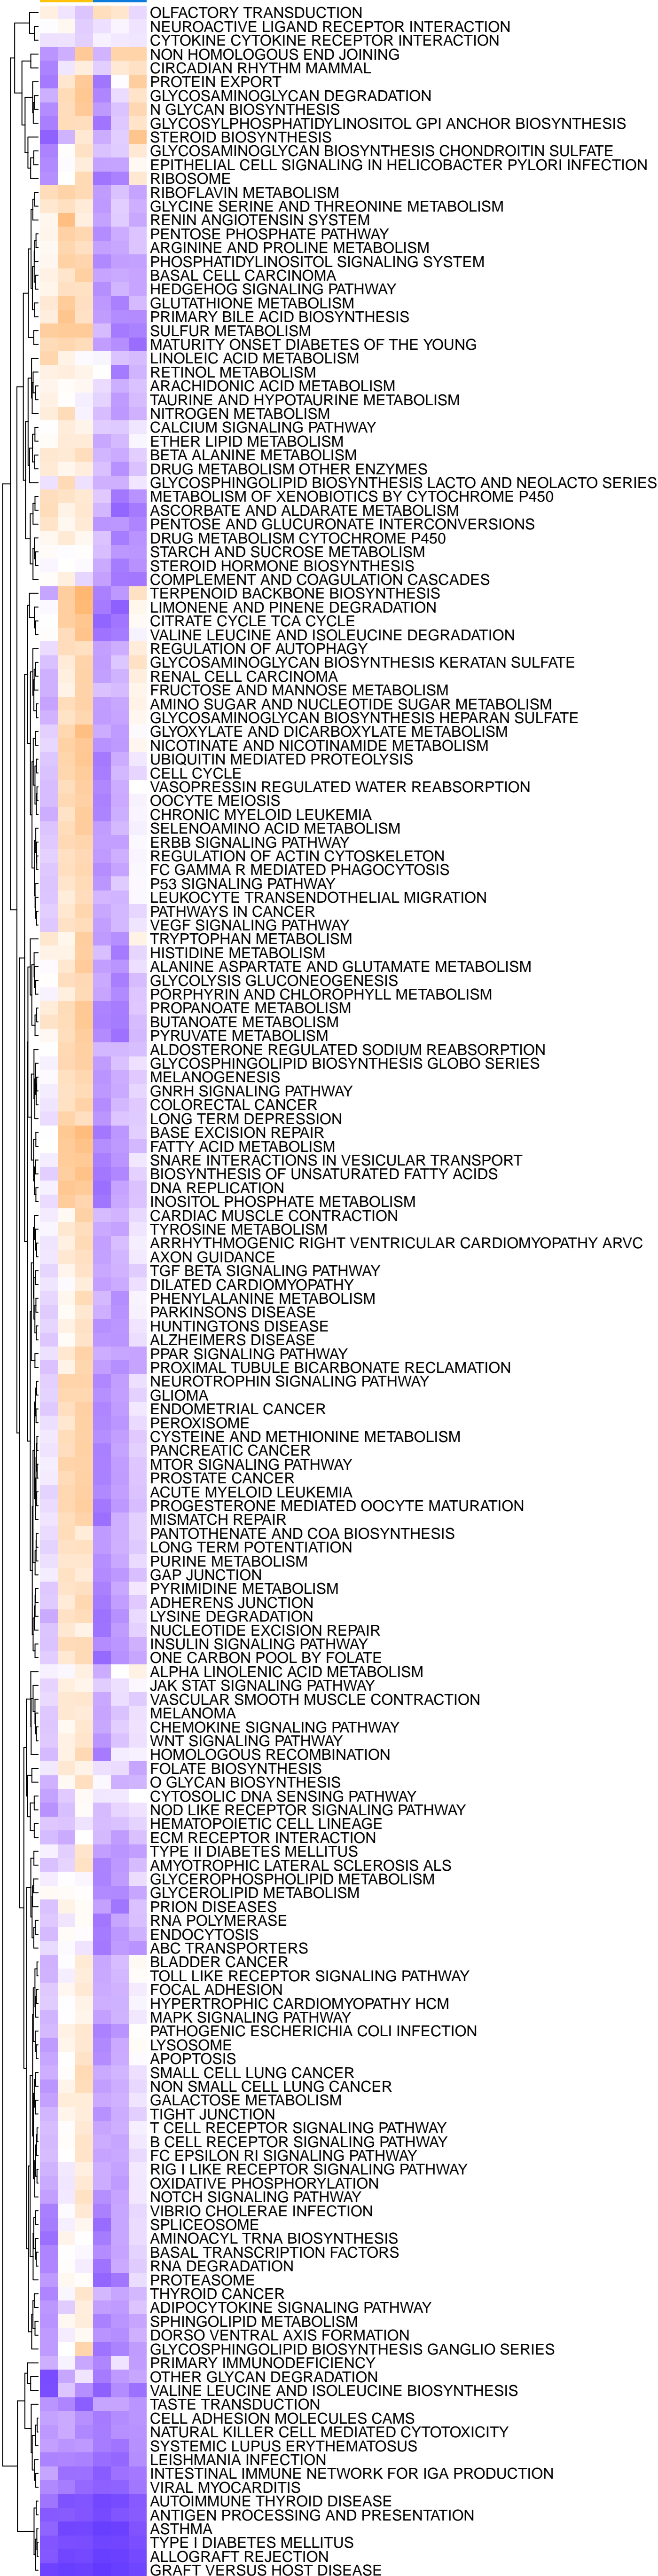 OLFACTORY TRANSDUCTION
NEUROACTIVE LIGAND RECEPTOR INTERACTION
CYTOKINE CYTOKINE RECEPTOR INTERACTION
NON HOMOLOGOUS END JOINING
CIRCADIAN RHYTHM MAMMAL
PROTEIN EXPORT
GLYCOSAMINOGLYCAN DEGRADATION
N GLYCAN BIOSYNTHESIS
GLYCOSYLPHOSPHATIDYLINOSITOL GPI ANCHOR BIOSYNTHESIS
STEROID BIOSYNTHESIS
GLYCOSAMINOGLYCAN BIOSYNTHESIS CHONDROITIN SULFATE
EPITHELIAL CELL SIGNALING IN HELICOBACTER PYLORI INFECTION
RIBOSOME
RIBOFLAVIN METABOLISM
GLYCINE SERINE AND THREONINE METABOLISM
RENIN ANGIOTENSIN SYSTEM
PENTOSE PHOSPHATE PATHWAY
ARGININE AND PROLINE METABOLISM
PHOSPHATIDYLINOSITOL SIGNALING SYSTEM
BASAL CELL CARCINOMA
HEDGEHOG SIGNALING PATHWAY
GLUTATHIONE METABOLISM
PRIMARY BILE ACID BIOSYNTHESIS
SULFUR METABOLISM
MATURITY ONSET DIABETES OF THE YOUNG
LINOLEIC ACID METABOLISM
RETINOL METABOLISM
ARACHIDONIC ACID METABOLISM
TAURINE AND HYPOTAURINE METABOLISM
NITROGEN METABOLISM
CALCIUM SIGNALING PATHWAY
ETHER LIPID METABOLISM
BETA ALANINE METABOLISM
DRUG METABOLISM OTHER ENZYMES
GLYCOSPHINGOLIPID BIOSYNTHESIS LACTO AND NEOLACTO SERIES
METABOLISM OF XENOBIOTICS BY CYTOCHROME P450
ASCORBATE AND ALDARATE METABOLISM
PENTOSE AND GLUCURONATE INTERCONVERSIONS
DRUG METABOLISM CYTOCHROME P450
STARCH AND SUCROSE METABOLISM
STEROID HORMONE BIOSYNTHESIS
COMPLEMENT AND COAGULATION CASCADES
TERPENOID BACKBONE BIOSYNTHESIS
LIMONENE AND PINENE DEGRADATION
CITRATE CYCLE TCA CYCLE
VALINE LEUCINE AND ISOLEUCINE DEGRADATION
REGULATION OF AUTOPHAGY
GLYCOSAMINOGLYCAN BIOSYNTHESIS KERATAN SULFATE
RENAL CELL CARCINOMA
FRUCTOSE AND MANNOSE METABOLISM
AMINO SUGAR AND NUCLEOTIDE SUGAR METABOLISM
GLYCOSAMINOGLYCAN BIOSYNTHESIS HEPARAN SULFATE
GLYOXYLATE AND DICARBOXYLATE METABOLISM
NICOTINATE AND NICOTINAMIDE METABOLISM
UBIQUITIN MEDIATED PROTEOLYSIS
CELL CYCLE
VASOPRESSIN REGULATED WATER REABSORPTION
OOCYTE MEIOSIS
CHRONIC MYELOID LEUKEMIA
SELENOAMINO ACID METABOLISM
ERBB SIGNALING PATHWAY
REGULATION OF ACTIN CYTOSKELETON
FC GAMMA R MEDIATED PHAGOCYTOSIS
P53 SIGNALING PATHWAY
LEUKOCYTE TRANSENDOTHELIAL MIGRATION
PATHWAYS IN CANCER
VEGF SIGNALING PATHWAY
TRYPTOPHAN METABOLISM
HISTIDINE METABOLISM
ALANINE ASPARTATE AND GLUTAMATE METABOLISM
GLYCOLYSIS GLUCONEOGENESIS
PORPHYRIN AND CHLOROPHYLL METABOLISM
PROPANOATE METABOLISM
BUTANOATE METABOLISM
PYRUVATE METABOLISM
ALDOSTERONE REGULATED SODIUM REABSORPTION
GLYCOSPHINGOLIPID BIOSYNTHESIS GLOBO SERIES
MELANOGENESIS
GNRH SIGNALING PATHWAY
COLORECTAL CANCER
LONG TERM DEPRESSION
BASE EXCISION REPAIR
FATTY ACID METABOLISM
SNARE INTERACTIONS IN VESICULAR TRANSPORT
BIOSYNTHESIS OF UNSATURATED FATTY ACIDS
DNA REPLICATION
INOSITOL PHOSPHATE METABOLISM
CARDIAC MUSCLE CONTRACTION
TYROSINE METABOLISM
ARRHYTHMOGENIC RIGHT VENTRICULAR CARDIOMYOPATHY ARVC
AXON GUIDANCE
TGF BETA SIGNALING PATHWAY
DILATED CARDIOMYOPATHY
PHENYLALANINE METABOLISM
PARKINSONS DISEASE
HUNTINGTONS DISEASE
ALZHEIMERS DISEASE
PPAR SIGNALING PATHWAY
PROXIMAL TUBULE BICARBONATE RECLAMATION
NEUROTROPHIN SIGNALING PATHWAY
GLIOMA
ENDOMETRIAL CANCER
PEROXISOME
CYSTEINE AND METHIONINE METABOLISM
PANCREATIC CANCER
MTOR SIGNALING PATHWAY
PROSTATE CANCER
ACUTE MYELOID LEUKEMIA
PROGESTERONE MEDIATED OOCYTE MATURATION
MISMATCH REPAIR
PANTOTHENATE AND COA BIOSYNTHESIS
LONG TERM POTENTIATION
PURINE METABOLISM
GAP JUNCTION
PYRIMIDINE METABOLISM
ADHERENS JUNCTION
LYSINE DEGRADATION
NUCLEOTIDE EXCISION REPAIR
INSULIN SIGNALING PATHWAY
ONE CARBON POOL BY FOLATE
ALPHA LINOLENIC ACID METABOLISM
JAK STAT SIGNALING PATHWAY
VASCULAR SMOOTH MUSCLE CONTRACTION
MELANOMA
CHEMOKINE SIGNALING PATHWAY
WNT SIGNALING PATHWAY
HOMOLOGOUS RECOMBINATION
FOLATE BIOSYNTHESIS
O GLYCAN BIOSYNTHESIS
CYTOSOLIC DNA SENSING PATHWAY
NOD LIKE RECEPTOR SIGNALING PATHWAY
HEMATOPOIETIC CELL LINEAGE
ECM RECEPTOR INTERACTION
TYPE II DIABETES MELLITUS
AMYOTROPHIC LATERAL SCLEROSIS ALS
GLYCEROPHOSPHOLIPID METABOLISM
GLYCEROLIPID METABOLISM
PRION DISEASES
RNA POLYMERASE
ENDOCYTOSIS
ABC TRANSPORTERS
BLADDER CANCER
TOLL LIKE RECEPTOR SIGNALING PATHWAY
FOCAL ADHESION
HYPERTROPHIC CARDIOMYOPATHY HCM
MAPK SIGNALING PATHWAY
PATHOGENIC ESCHERICHIA COLI INFECTION
LYSOSOME
APOPTOSIS
SMALL CELL LUNG CANCER
NON SMALL CELL LUNG CANCER
GALACTOSE METABOLISM
TIGHT JUNCTION
T CELL RECEPTOR SIGNALING PATHWAY
B CELL RECEPTOR SIGNALING PATHWAY
FC EPSILON RI SIGNALING PATHWAY
RIG I LIKE RECEPTOR SIGNALING PATHWAY
OXIDATIVE PHOSPHORYLATION
NOTCH SIGNALING PATHWAY
VIBRIO CHOLERAE INFECTION
SPLICEOSOME
AMINOACYL TRNA BIOSYNTHESIS
BASAL TRANSCRIPTION FACTORS
RNA DEGRADATION
PROTEASOME
THYROID CANCER
ADIPOCYTOKINE SIGNALING PATHWAY
SPHINGOLIPID METABOLISM
DORSO VENTRAL AXIS FORMATION
GLYCOSPHINGOLIPID BIOSYNTHESIS GANGLIO SERIES
PRIMARY IMMUNODEFICIENCY
OTHER GLYCAN DEGRADATION
VALINE LEUCINE AND ISOLEUCINE BIOSYNTHESIS
TASTE TRANSDUCTION
CELL ADHESION MOLECULES CAMS
NATURAL KILLER CELL MEDIATED CYTOTOXICITY
SYSTEMIC LUPUS ERYTHEMATOSUS
LEISHMANIA INFECTION
INTESTINAL IMMUNE NETWORK FOR IGA PRODUCTION
VIRAL MYOCARDITIS
AUTOIMMUNE THYROID DISEASE
ANTIGEN PROCESSING AND PRESENTATION
ASTHMA
TYPE I DIABETES MELLITUS
ALLOGRAFT REJECTION
GRAFT VERSUS HOST DISEASE